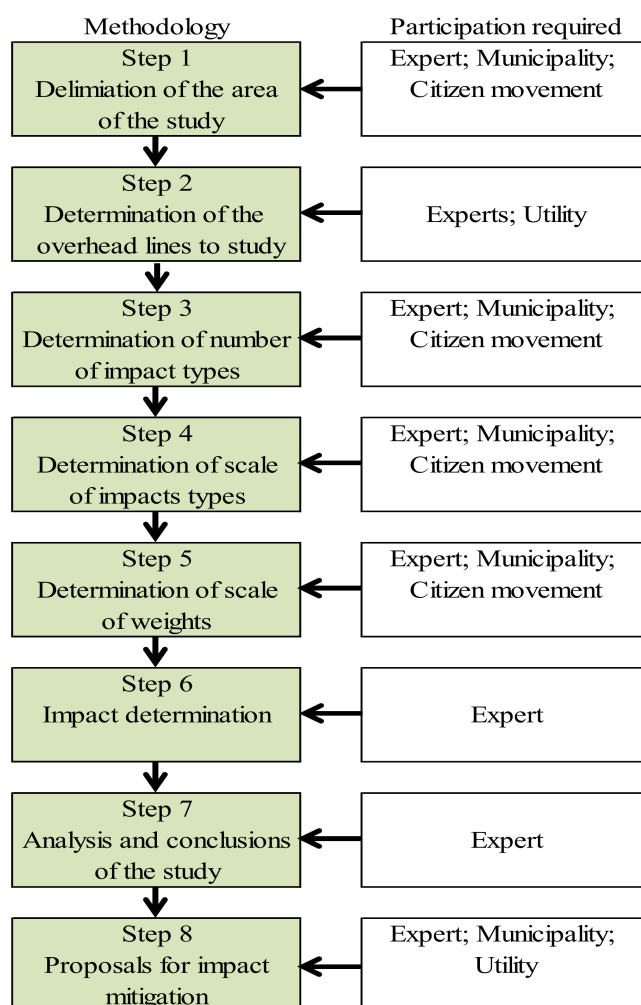 Methodology
Participation required
Step 1
Delimiation of the area
of the study
Expert; Municipality;
Citizen movement
Step 2
Determination of the
overhead lines to study
Experts; Utility
Step 3
Determination of number
of impact types
Expert; Municipality;
Citizen movement
Step 4
Determination of scale
of impacts types
Expert; Municipality;
Citizen movement
Step 5
Determination of scale
of weights
Expert; Municipality;
Citizen movement
Step 6
Impact determination
Expert
Step 7
Analysis and conclusions
of the study
Expert
Step 8
Proposals for impact
mitigation
Expert; Municipality;
Utility